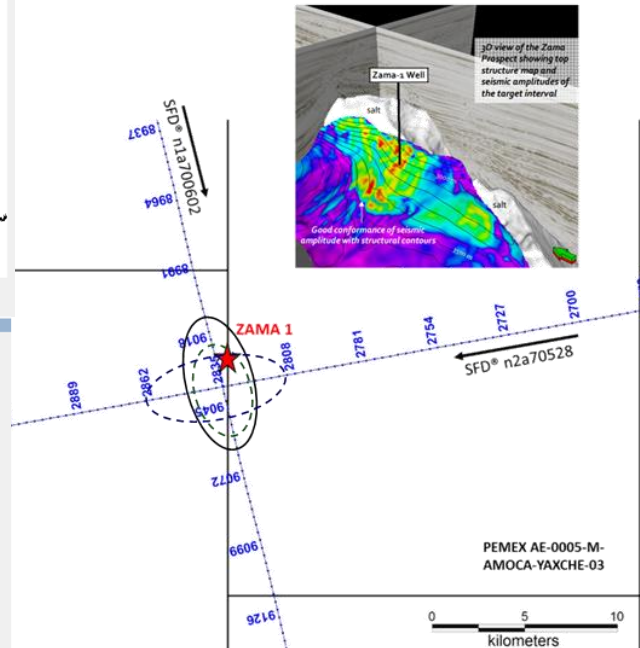 3D view of the Zama
Prospect showing top
structure map and
seismic amplitudes of
the target interval
Zama-1 Well
salt
salt
Good conformance of seismic
amplitude with structural contours
8937
SFD® n1a700602
8964
8991
9018
ZAMA 1
2700
2727
2754
2781
2808
2835
2862
2889
SFD® n2a70528
9045
9072
9099
9126
PEMEX AE-0005-M-
AMOCA-YAXCHE-03
0 5 10
kilometers